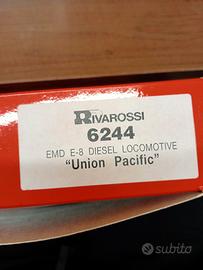 RIVAROSSI
6244
EMD E-8 DIESEL LOCOMOTIVE
"Union Pacific"
subito